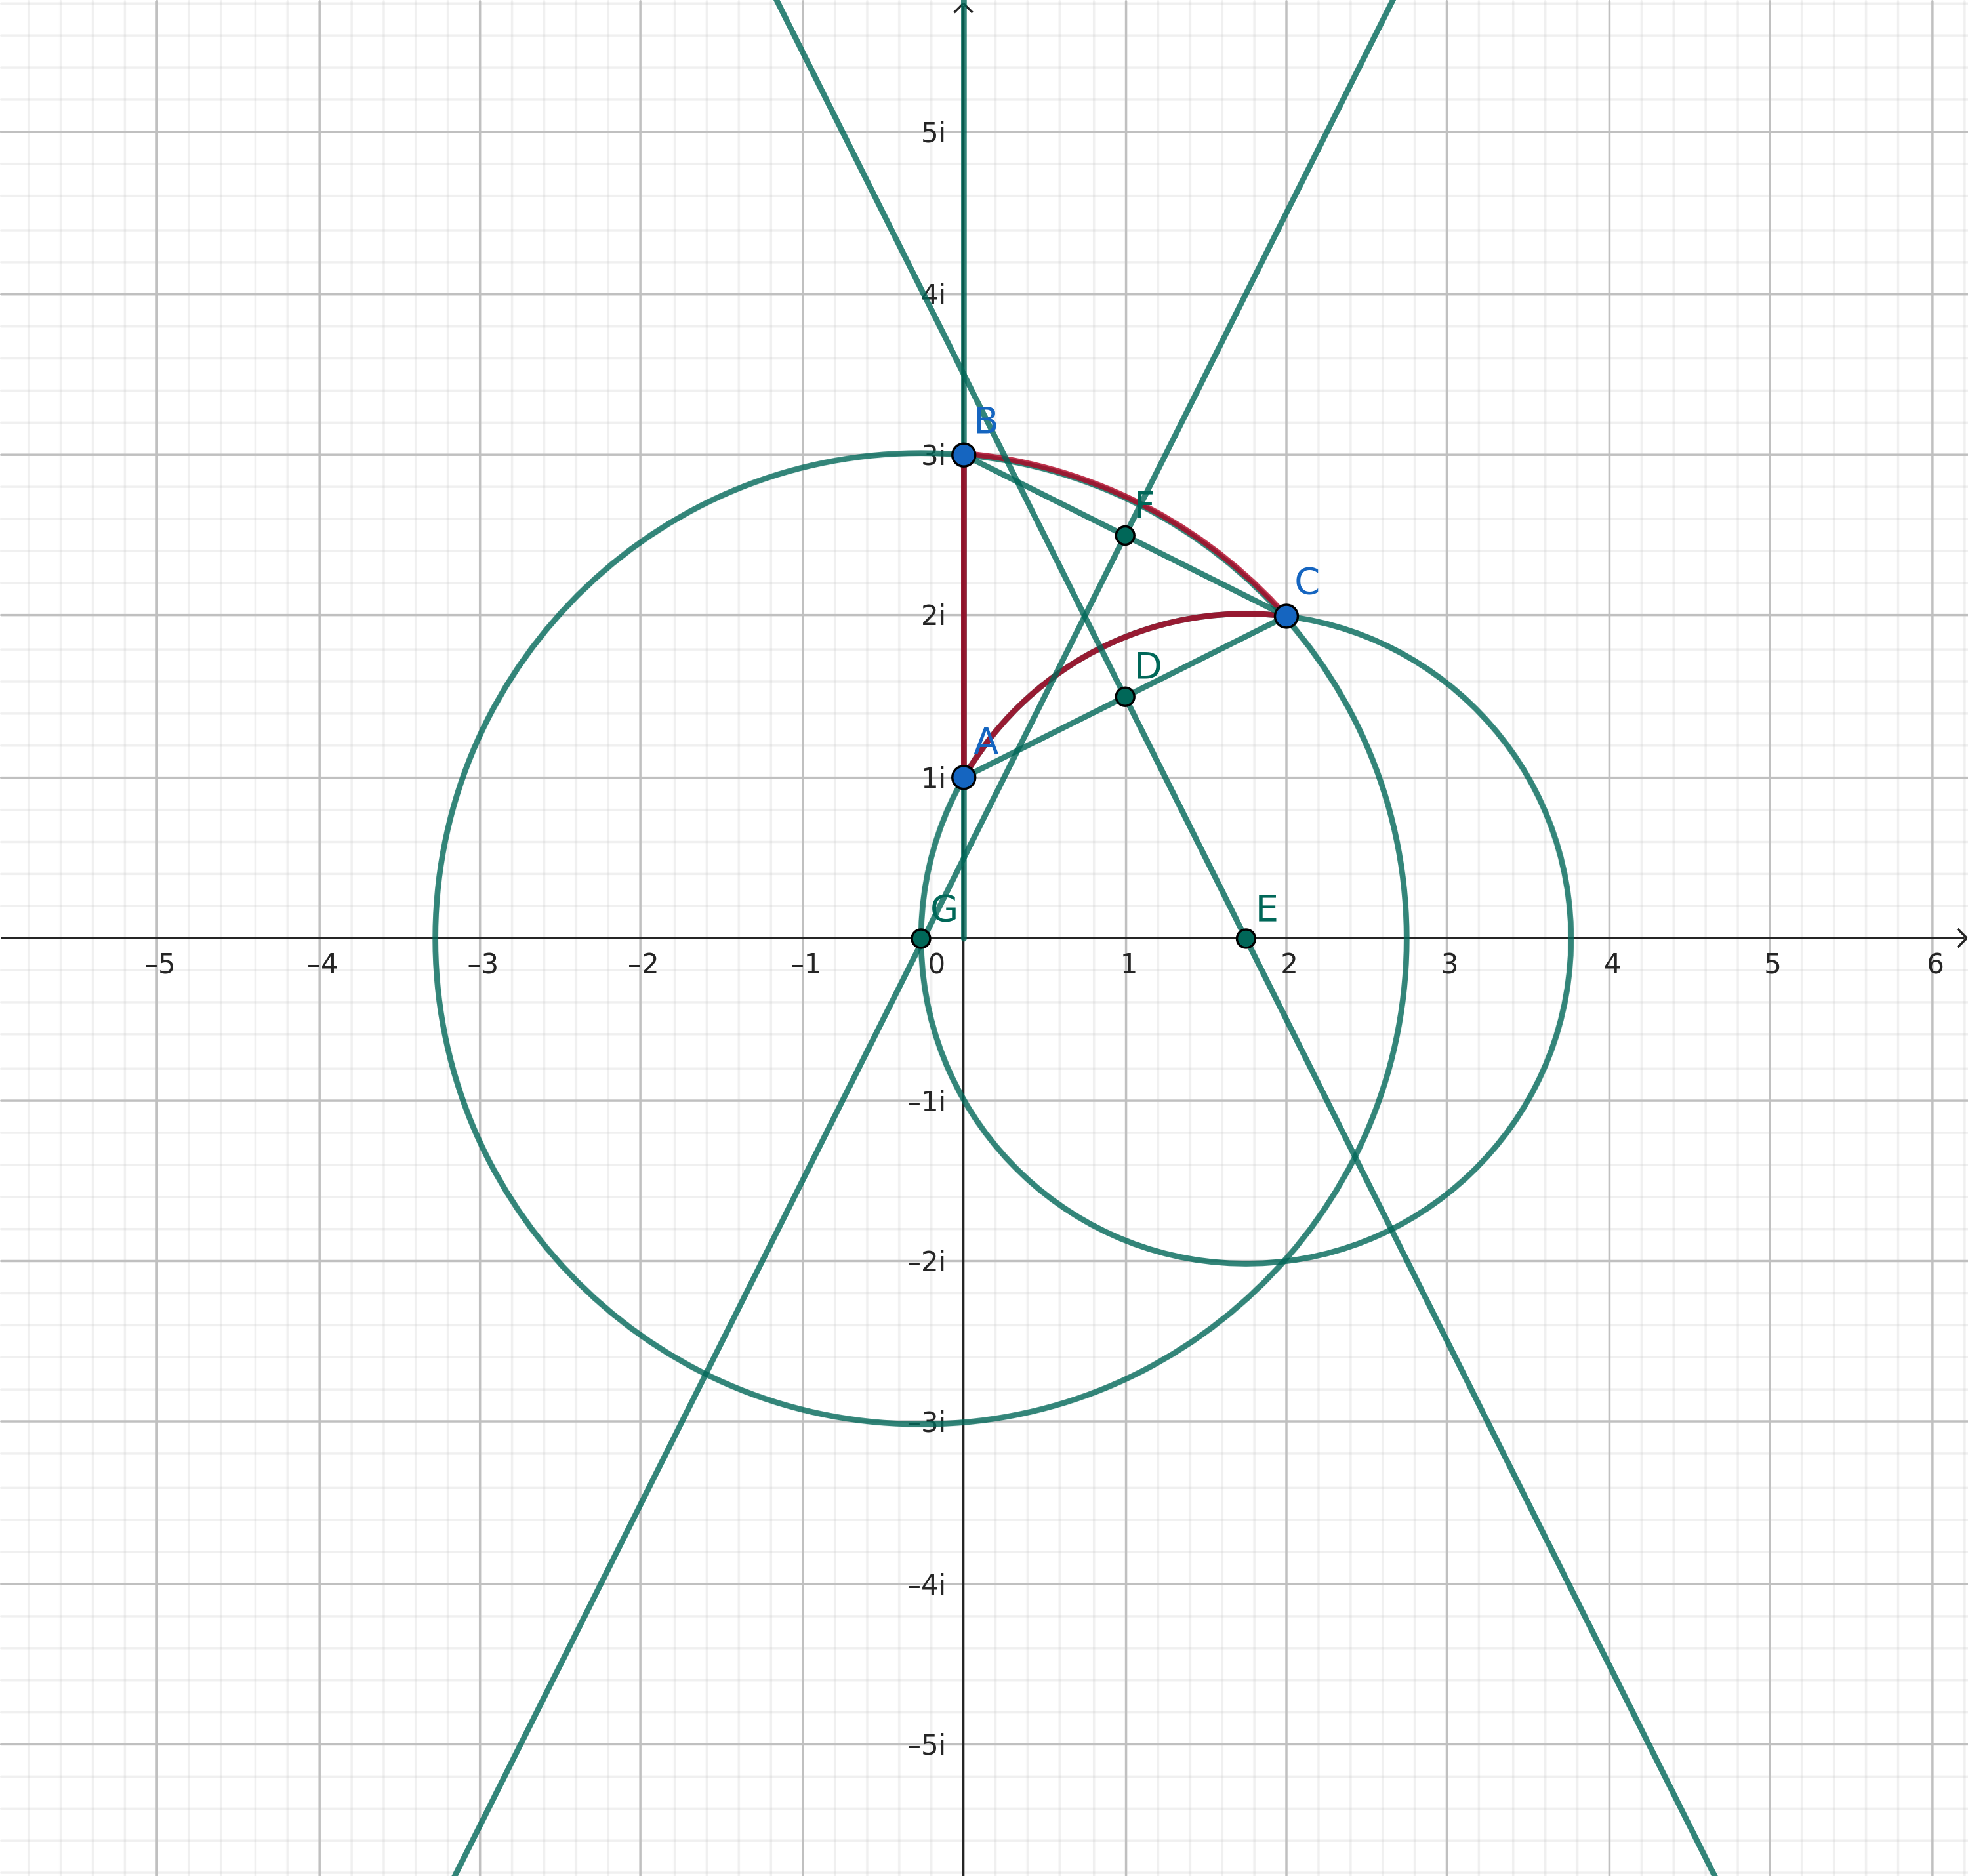 5i
4i
B
3i
F
C
2i
D
A
1i
G
E
–5 –4 –3 –2 –1 0 1 2 3 4 5 6
–1i
–2i
–3i
–4i
–5i